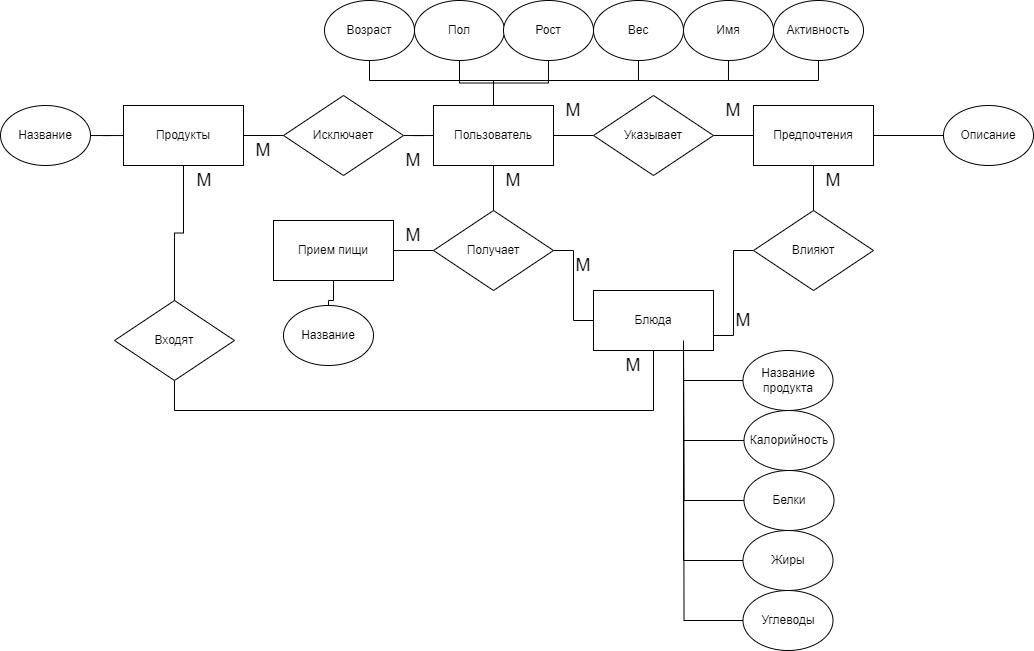 Возраст
Пол
Рост
Вес
Имя
Активность
Название
Продукты
М
Исключает
М
Пользователь
М
Указывает
М
Предпочтения
Описание
М
М
М
Прием пищи
М
Получает
М
Влияют
Название
Блюда
М
Входят
М
Название
продукта
Калорийность
Белки
Жиры
Углеводы